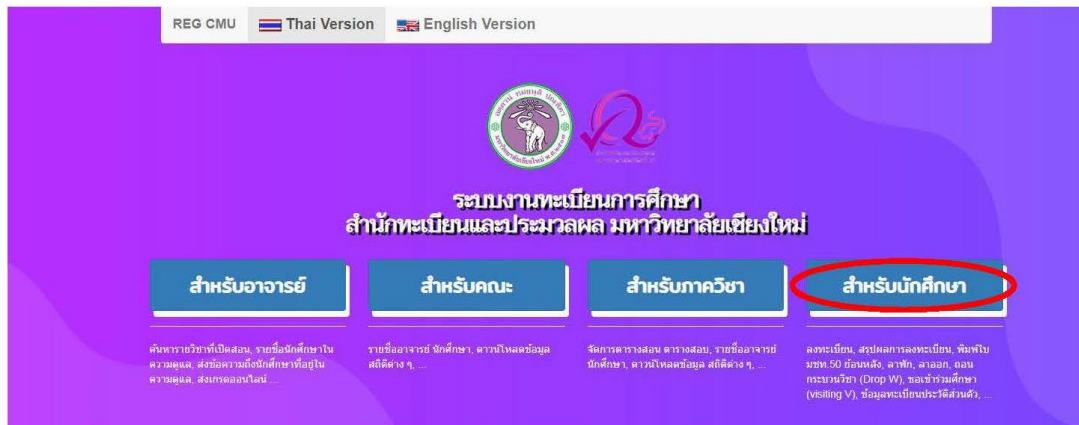 REG CMU Thai Version English Version
ระบบงานทะเบียนการศึกษา
สำนักทะเบียนและประมวลผล มหาวิทยาลัยเชียงใหม่
สำหรับอาจารย์
ค้นหารายวิชาที่เปิดสอน, รายชื่อนักศึกษาใน
ความดูแล, ส่งข้อความถึงนักศึกษาที่อยู่ใน
ความดูแล, ส่งเกรดออนไลน์ ...
สำหรับคณะ
รายชื่ออาจารย์ นักศึกษา, ดาวน์โหลดข้อมูล
สถิติต่าง ๆ, ...
สำหรับภาควิชา
จัดการตารางสอน ตารางสอบ, รายชื่ออาจารย์
นักศึกษา, ดาวน์โหลดข้อมูล สถิติต่าง ๆ, ...
สำหรับนักศึกษา
ลงทะเบียน, สรุปผลการลงทะเบียน, พิมพ์ใบ
มชท.50 ย้อนหลัง, ลาพัก, ลาออก, ถอน
กระบวนวิชา (Drop W), ขอเข้าร่วมศึกษา
(visiting V), ข้อมูลทะเบียนประวัติส่วนตัว, ...